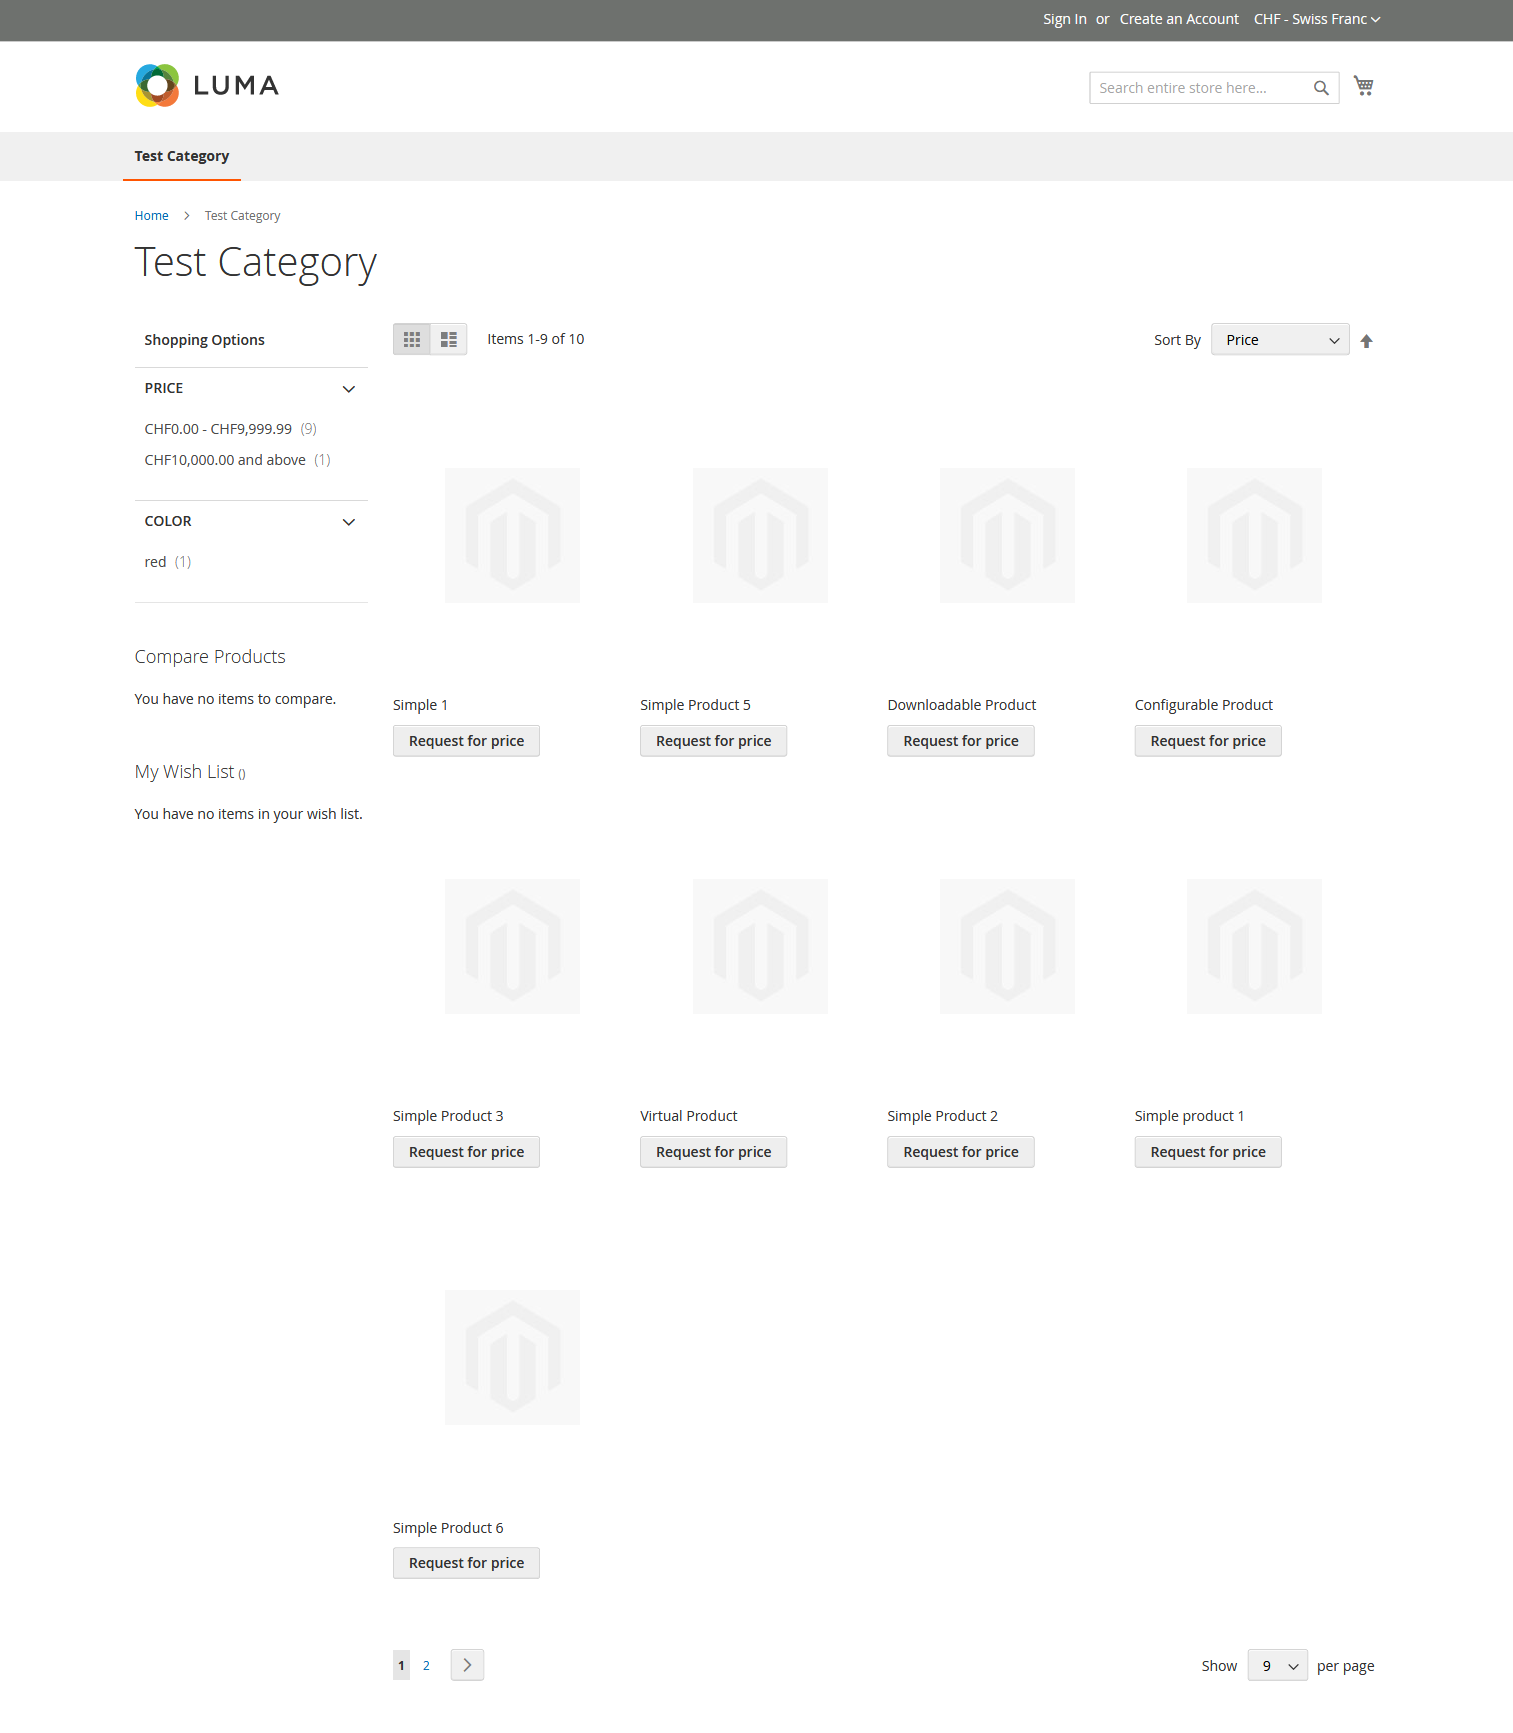 Sign In or Create an Account CHF - Swiss Franc
LUMA
Search entire store here...
Test Category
Home > Test Category
Test Category
Shopping Options
Items 1-9 of 10
Sort By Price
PRICE
CHF0.00 - CHF9,999.99 (9)
CHF10,000.00 and above (1)
COLOR
red (1)
Compare Products
You have no items to compare.
My Wish List ()
You have no items in your wish list.
Simple 1 Simple Product 5 Downloadable Product Configurable Product
Request for price Request for price Request for price Request for price
Simple Product 3 Virtual Product Simple Product 2 Simple product 1
Request for price Request for price Request for price Request for price
Simple Product 6
Request for price
1 2 Show 9 per page